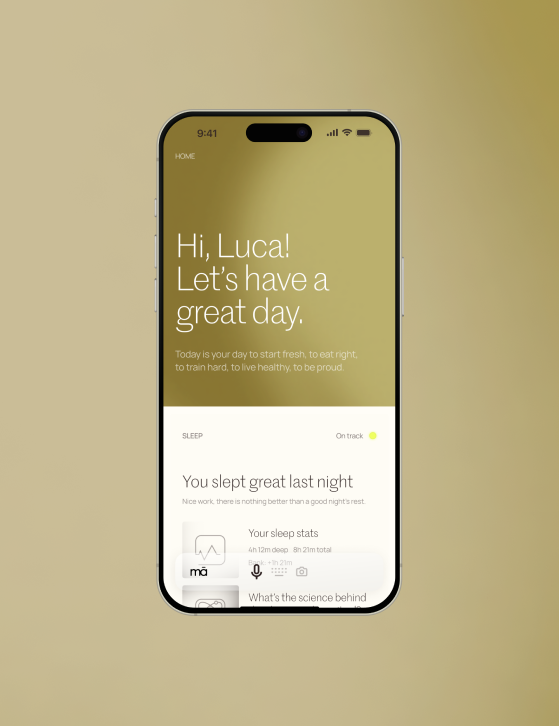 9:41
HOME
Hi, Luca!
Let's have a
great day.
Today is your day to start fresh, to eat right,
to train hard, to live healthy, to be proud.
SLEEP
On track
You slept great last night
Nice work, there is nothing better than a good night's rest.
Your sleep stats
4h 12m deep 8h 21m total
Bank: +1h 21m
mā
What's the science behind